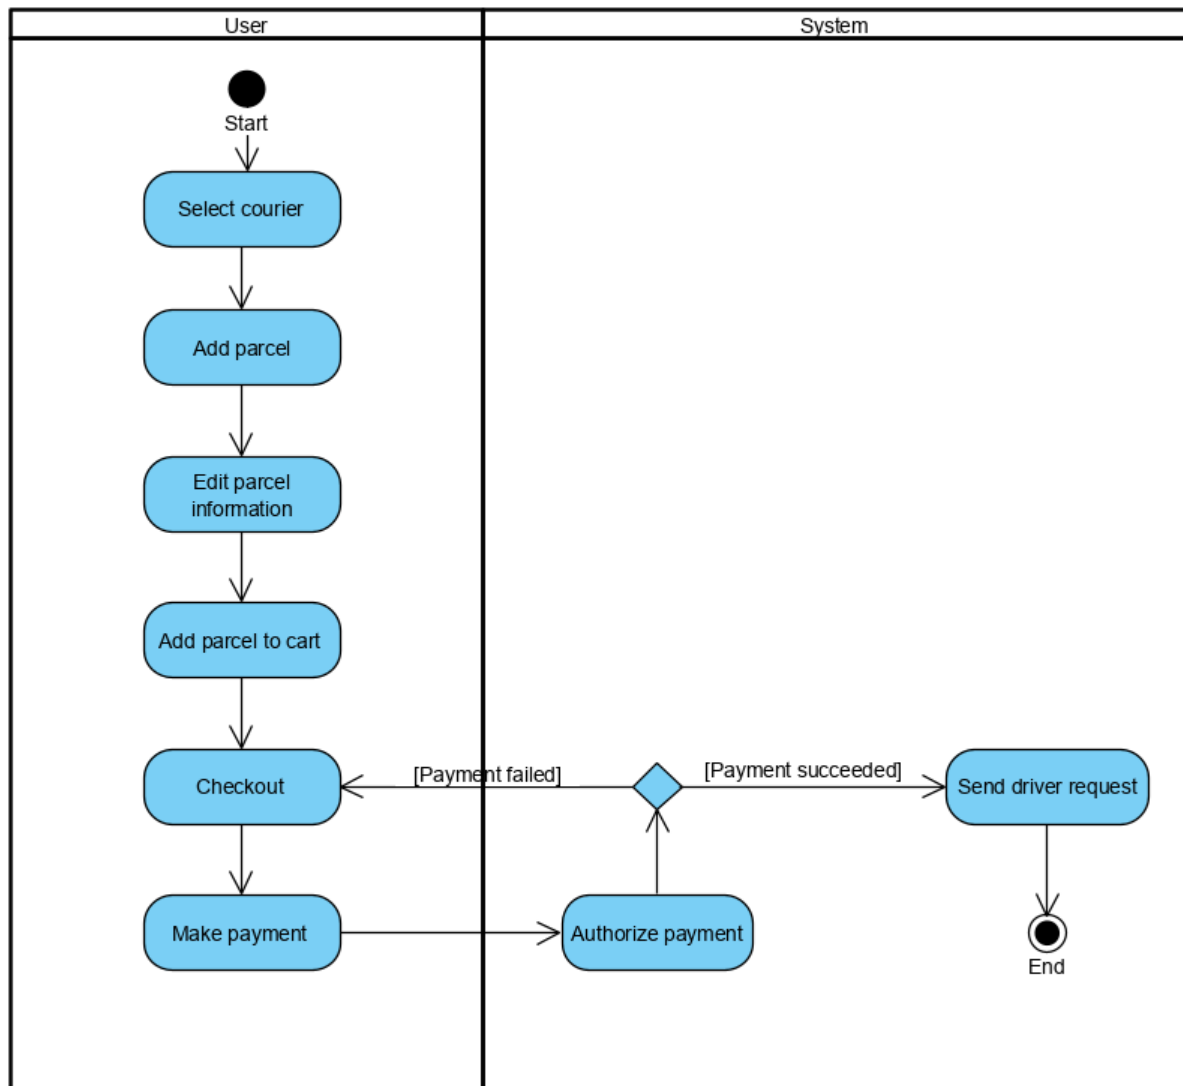 User
System
Start
Select courier
Add parcel
Edit parcel
information
Add parcel to cart
Checkout
[Payment failed]
[Payment succeeded]
Send driver request
Make payment
Authorize payment
End